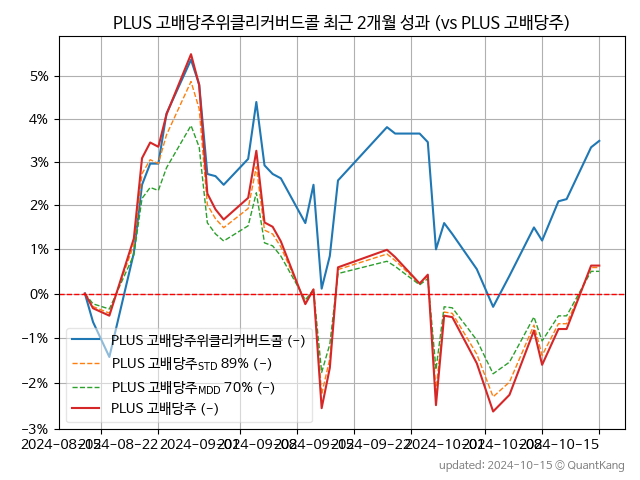 PLUS 고배당주위클리커버드콜 최근 2개월 성과 (vs PLUS 고배당주)
5%
4%
3%
2%
1%
0%
−1%
−2%
−3%
PLUS 고배당주위클리커버드콜 (-)
PLUS 고배당주STD 89% (-)
PLUS 고배당주MDD 70% (-)
PLUS 고배당주 (-)
2024-08-15 2024-08-22 2024-09-01 2024-09-08 2024-09-15 2024-09-22 2024-10-01 2024-10-08 2024-10-15
updated: 2024-10-15 ⓒ QuantKang